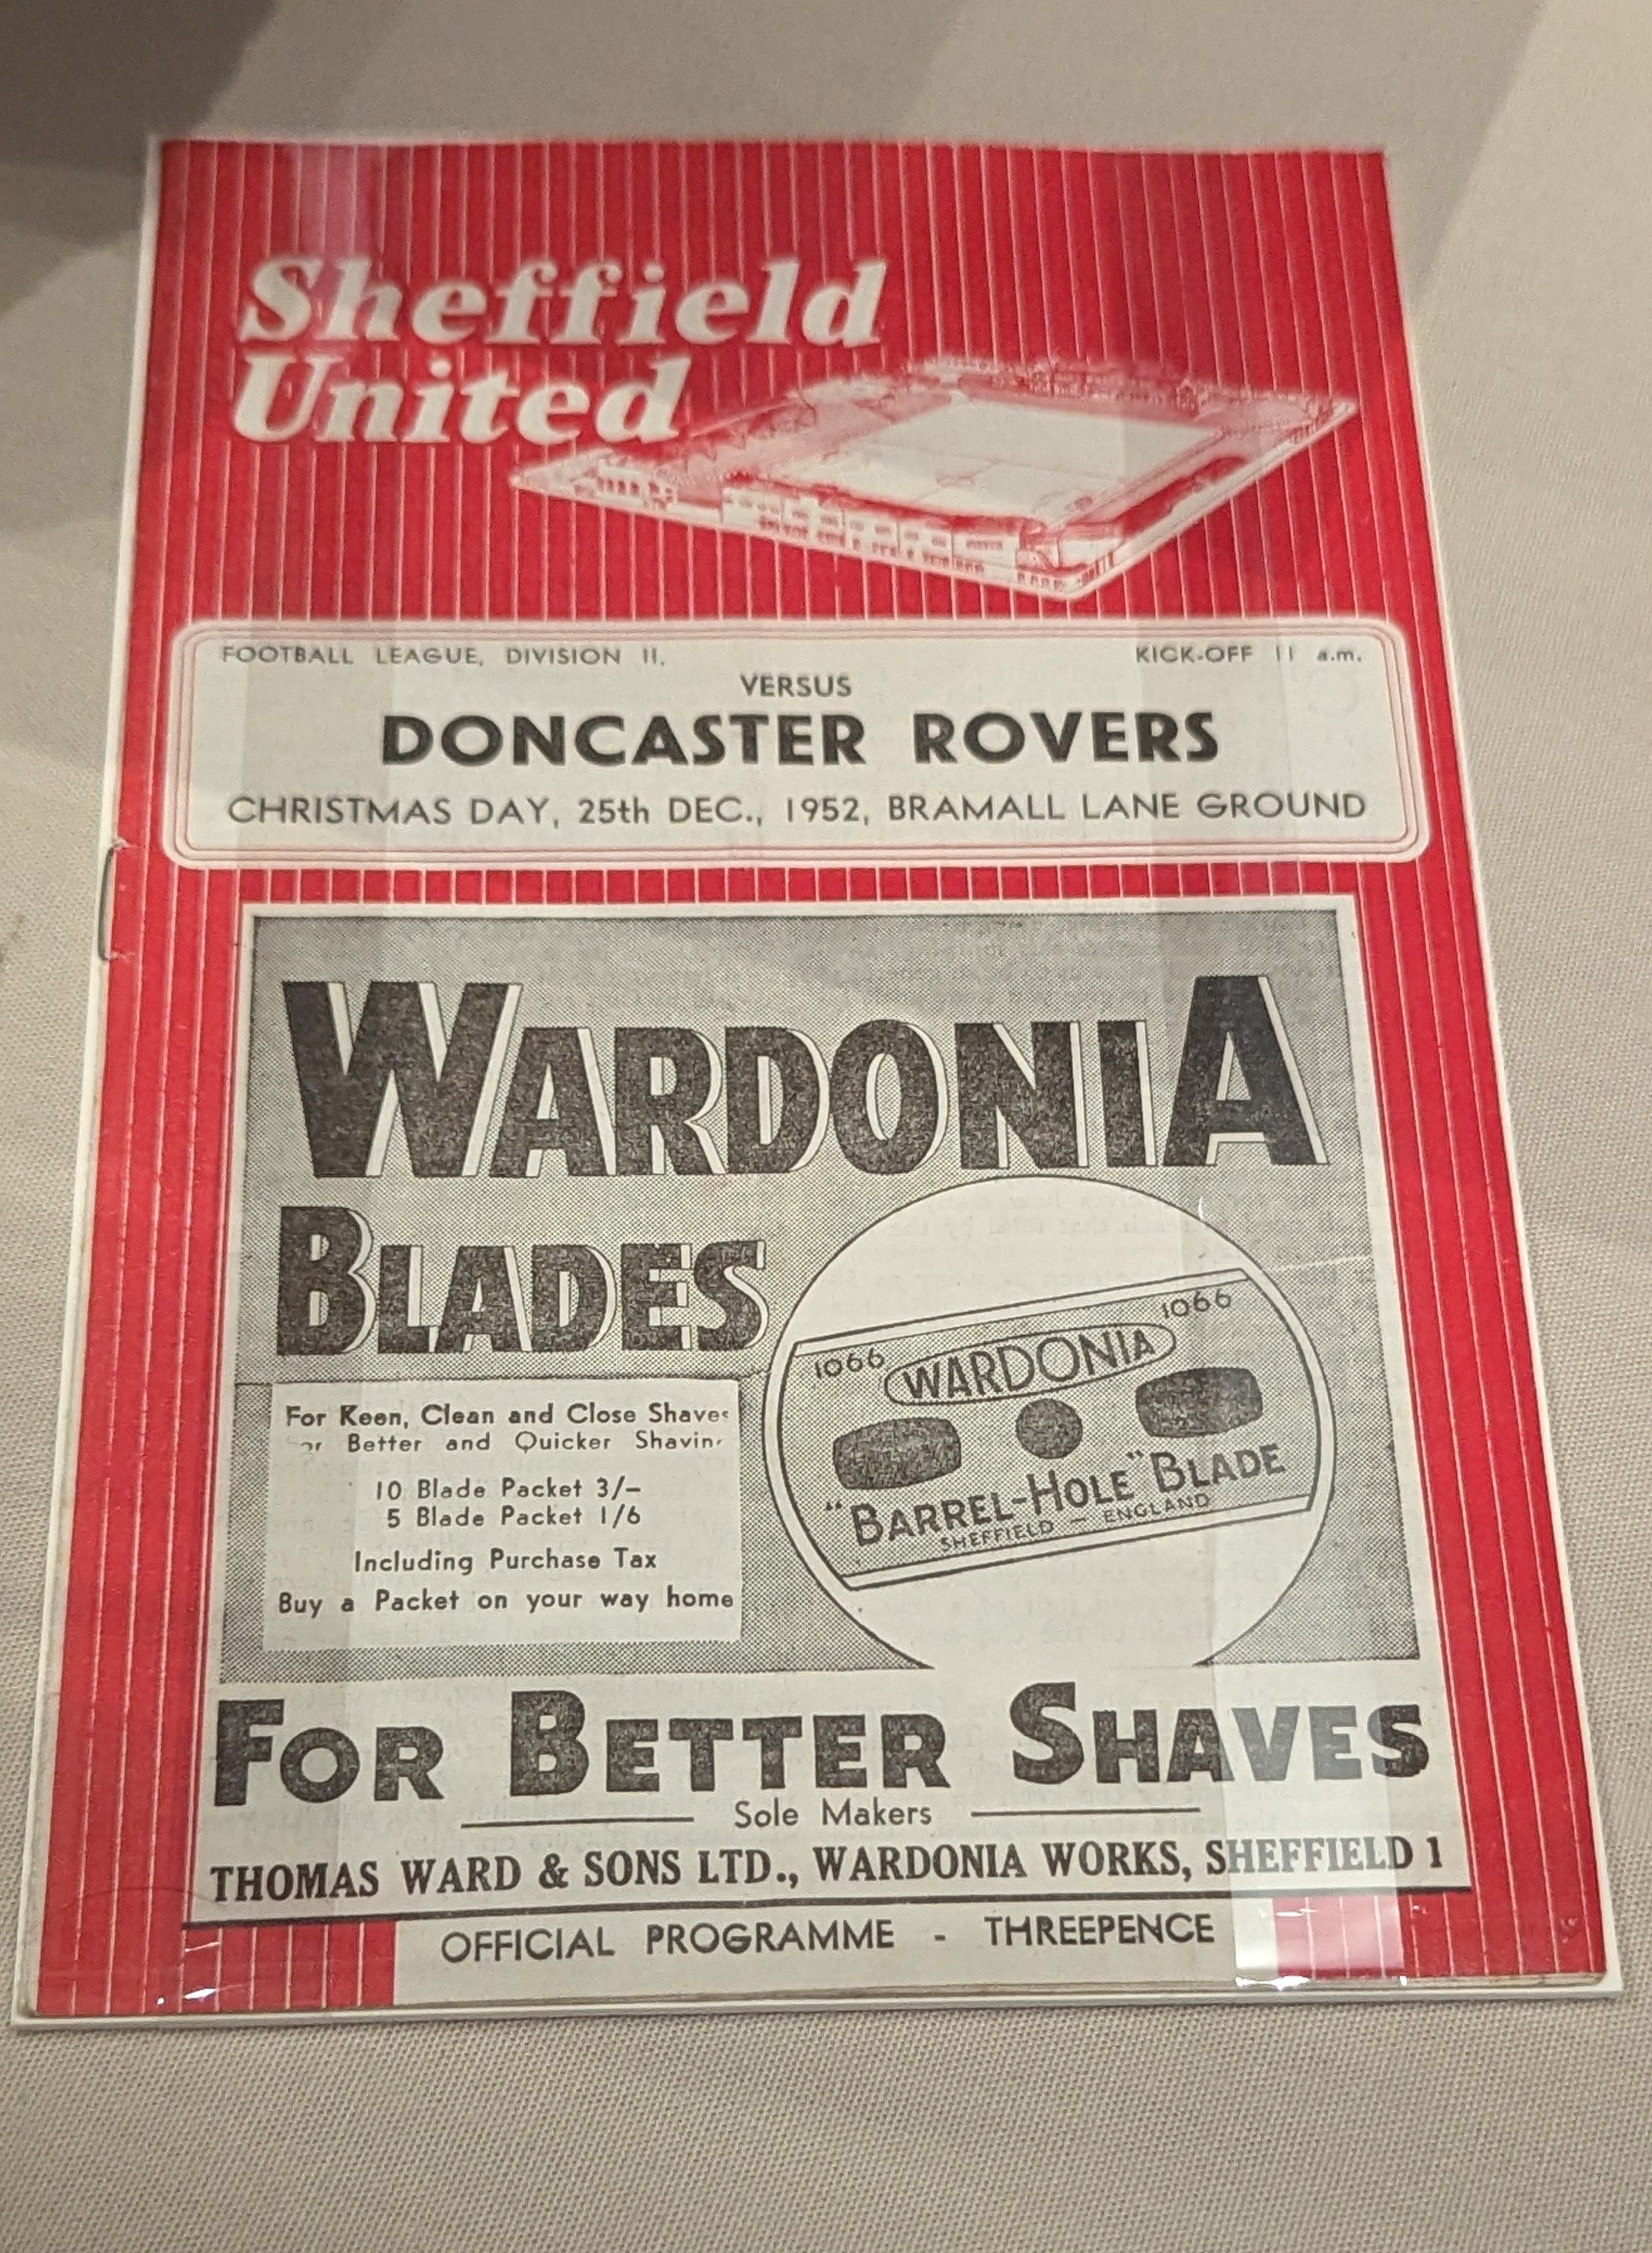 Sheffield
United
FOOTBALL LEAGUE, DIVISION II.
KICK-OFF 11 a.m.
VERSUS
DONCASTER ROVERS
CHRISTMAS DAY, 25th DEC., 1952, BRAMALL LANE GROUND
WARDONIA
BLADES
For Keen, Clean and Close Shaves
For Better and Quicker Shaving
10 Blade Packet 3/-
5 Blade Packet 1/6
Including Purchase Tax
Buy a Packet on your way home
1066 WARDONIA 1066
"BARREL-HOLE" BLADE
SHEFFIELD - ENGLAND
FOR BETTER SHAVES
Sole Makers
THOMAS WARD & SONS LTD., WARDONIA WORKS, SHEFFIELD 1
OFFICIAL PROGRAMME - THREEPENCE